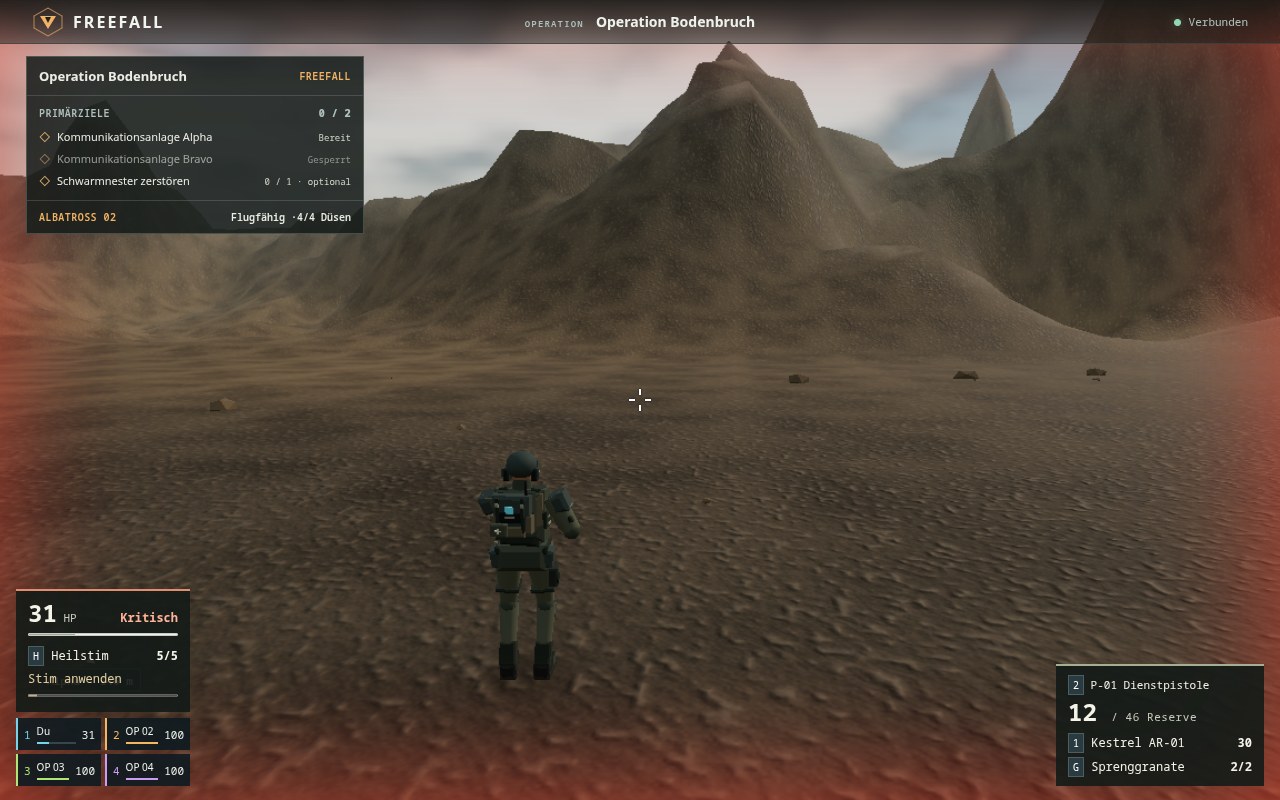 FREEFALL
OPERATION Operation Bodenbruch
Verbunden
Operation Bodenbruch FREEFALL
PRIMÄRZIELE 0 / 2
Kommunikationsanlage Alpha Bereit
Kommunikationsanlage Bravo Gesperrt
Schwarmnester zerstören 0 / 1 · optional
ALBATROSS 02 Flugfähig ·4/4 Düsen
31 HP Kritisch
H Heilstim 5/5
Stim anwenden
1 Du 31
2 OP 02 100
3 OP 03 100
4 OP 04 100
2 P-01 Dienstpistole
12 / 46 Reserve
1 Kestrel AR-01 30
G Sprenggranate 2/2